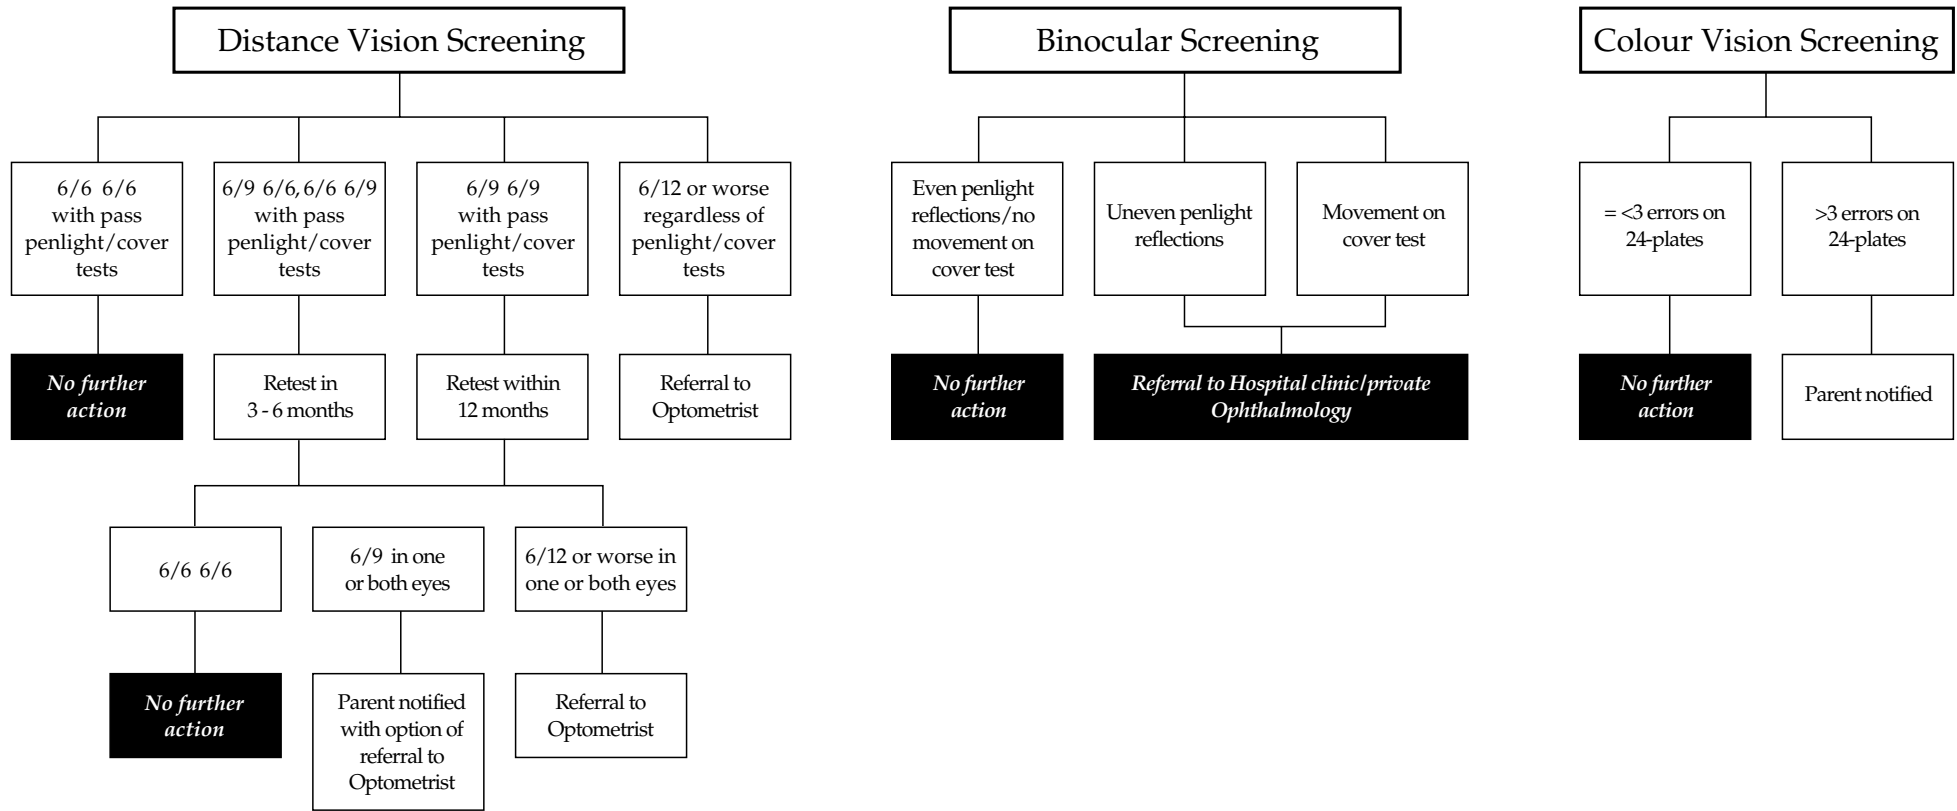 Distance Vision Screening
6/6 6/6
with pass
penlight/cover
tests
6/9 6/6, 6/6 6/9
with pass
penlight/cover
tests
6/9 6/9
with pass
penlight/cover
tests
6/12 or worse
regardless of
penlight/cover
tests
No further
action
Retest in
3 - 6 months
Retest within
12 months
Referral to
Optometrist
6/6 6/6
6/9 in one
or both eyes
6/12 or worse in
one or both eyes
No further
action
Parent notified
with option of
referral to
Optometrist
Referral to
Optometrist
Binocular Screening
Even penlight
reflections/no
movement on
cover test
Uneven penlight
reflections
Movement on
cover test
No further
action
Referral to Hospital clinic/private
Ophthalmology
Colour Vision Screening
= <3 errors on
24-plates
>3 errors on
24-plates
No further
action
Parent notified